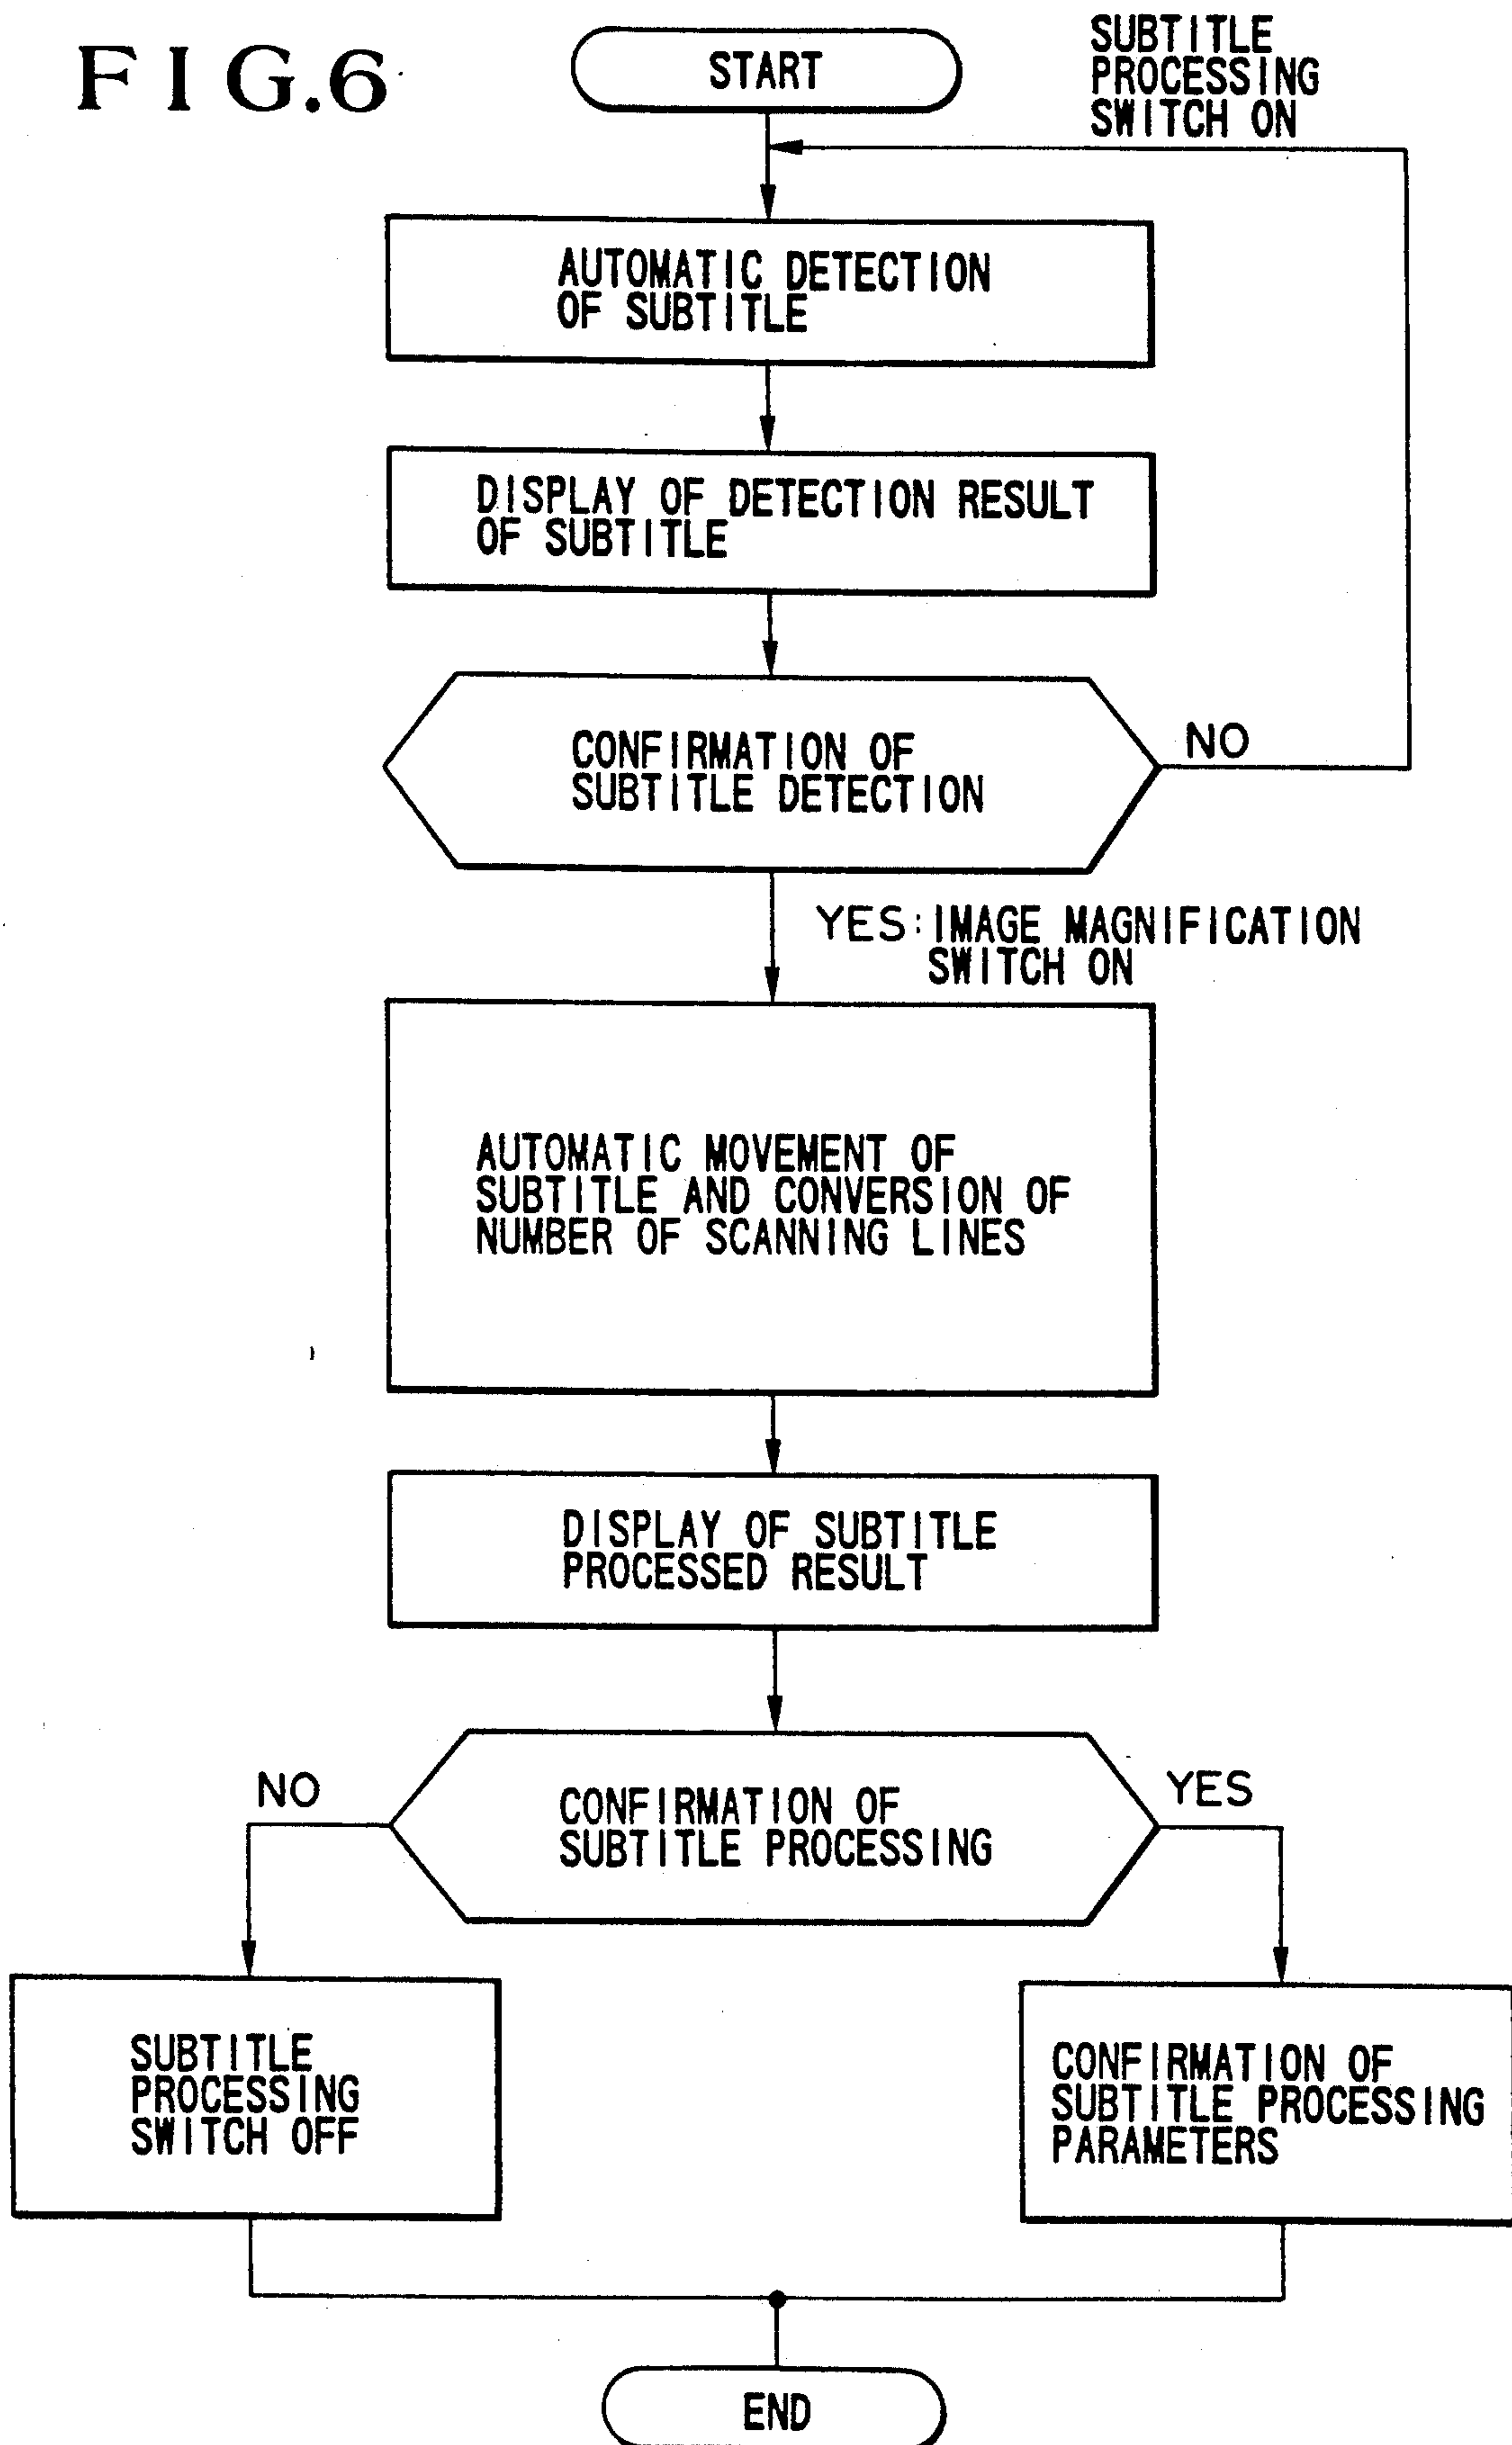 FIG.6
START
SUBTITLE
PROCESSING
SWITCH ON
AUTOMATIC DETECTION
OF SUBTITLE
DISPLAY OF DETECTION RESULT
OF SUBTITLE
CONFIRMATION OF
SUBTITLE DETECTION
NO
YES:IMAGE MAGNIFICATION
SWITCH ON
AUTOMATIC MOVEMENT OF
SUBTITLE AND CONVERSION OF
NUMBER OF SCANNING LINES
DISPLAY OF SUBTITLE
PROCESSED RESULT
CONFIRMATION OF
SUBTITLE PROCESSING
NO
YES
SUBTITLE
PROCESSING
SWITCH OFF
CONFIRMATION OF
SUBTITLE PROCESSING
PARAMETERS
END